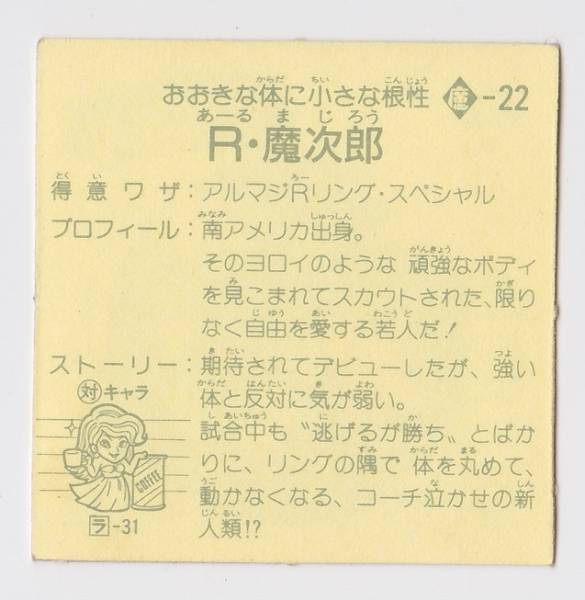 おおきな体に小さな根性 魔-22
R・魔次郎
得意ワザ：アルマジRリング・スペシャル
プロフィール：南アメリカ出身。
そのヨロイのような 頑強なボディ
を見こまれてスカウトされた、限り
なく自由を愛する若人だ！
ストーリー：期待されてデビューしたが、強い
体と反対に気が弱い。
試合中も〝逃げるが勝ち〟とばか
りに、リングの隅で 体を丸めて、
動かなくなる、コーチ泣かせの新
人類!?
対キャラ
COFFEE
ラ-31